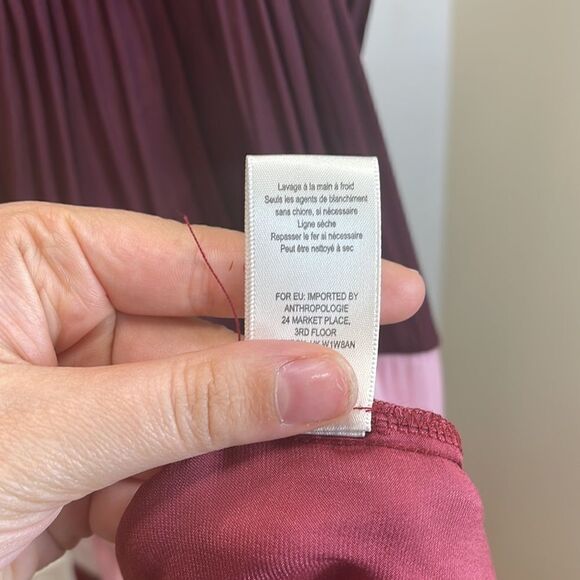 Lavage à la main à froid
Seuls les agents de blanchiment
sans chlore, si nécessaire
Ligne sèche
Repasser le fer si nécessaire
Peut être nettoyé à sec
FOR EU: IMPORTED BY
ANTHROPOLOGIE
24 MARKET PLACE,
3RD FLOOR
W1W8AN